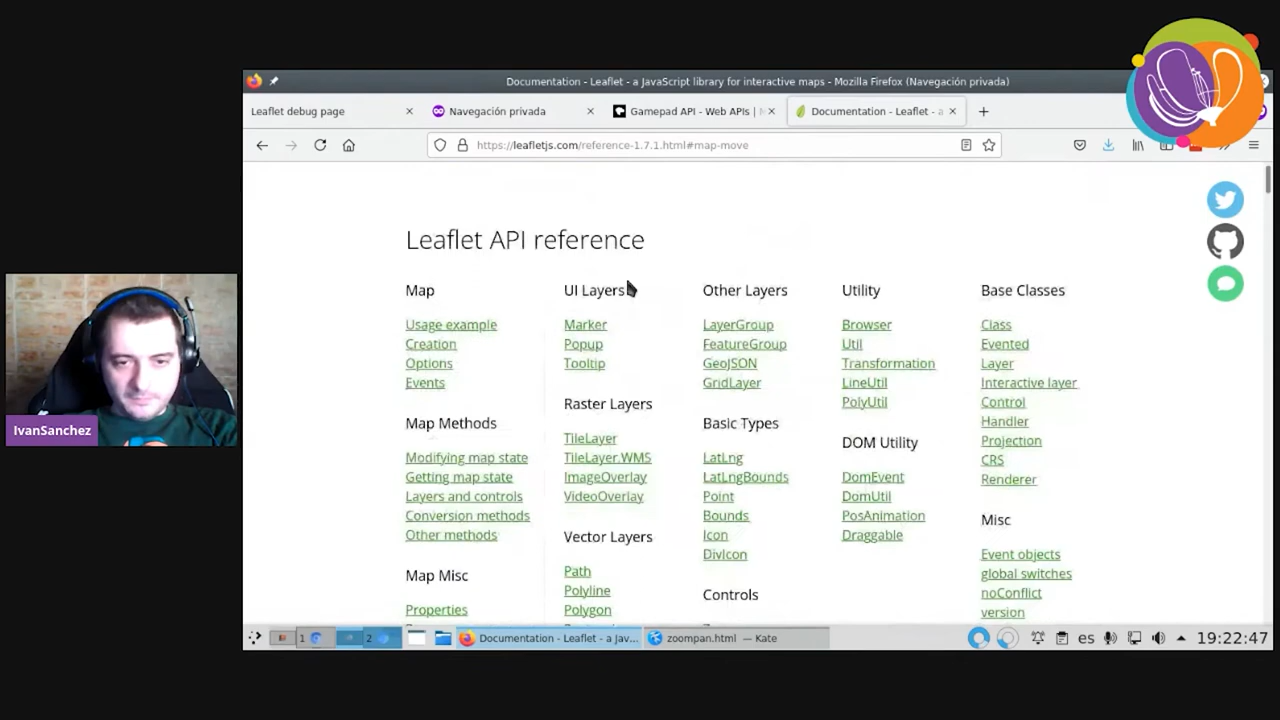 Documentation - Leaflet - a JavaScript library for interactive maps - Mozilla Firefox (Navegación privada)
Leaflet debug page
Navegación privada
Gamepad API - Web APIs |
Documentation - Leaflet - a
https://leafletjs.com/reference-1.7.1.html#map-move
Leaflet API reference
Map
Usage example
Creation
Options
Events
Map Methods
Modifying map state
Getting map state
Layers and controls
Conversion methods
Other methods
Map Misc
Properties
UI Layers
Marker
Popup
Tooltip
Raster Layers
TileLayer
TileLayer.WMS
ImageOverlay
VideoOverlay
Vector Layers
Path
Polyline
Polygon
Other Layers
LayerGroup
FeatureGroup
GeoJSON
GridLayer
Basic Types
LatLng
LatLngBounds
Point
Bounds
Icon
DivIcon
Controls
Utility
Browser
Util
Transformation
LineUtil
PolyUtil
DOM Utility
DomEvent
DomUtil
PosAnimation
Draggable
Base Classes
Class
Evented
Layer
Interactive layer
Control
Handler
Projection
CRS
Renderer
Misc
Event objects
global switches
noConflict
version
IvanSanchez
1
2
Documentation - Leaflet - a Jav...
zoompan.html — Kate
es
19:22:47